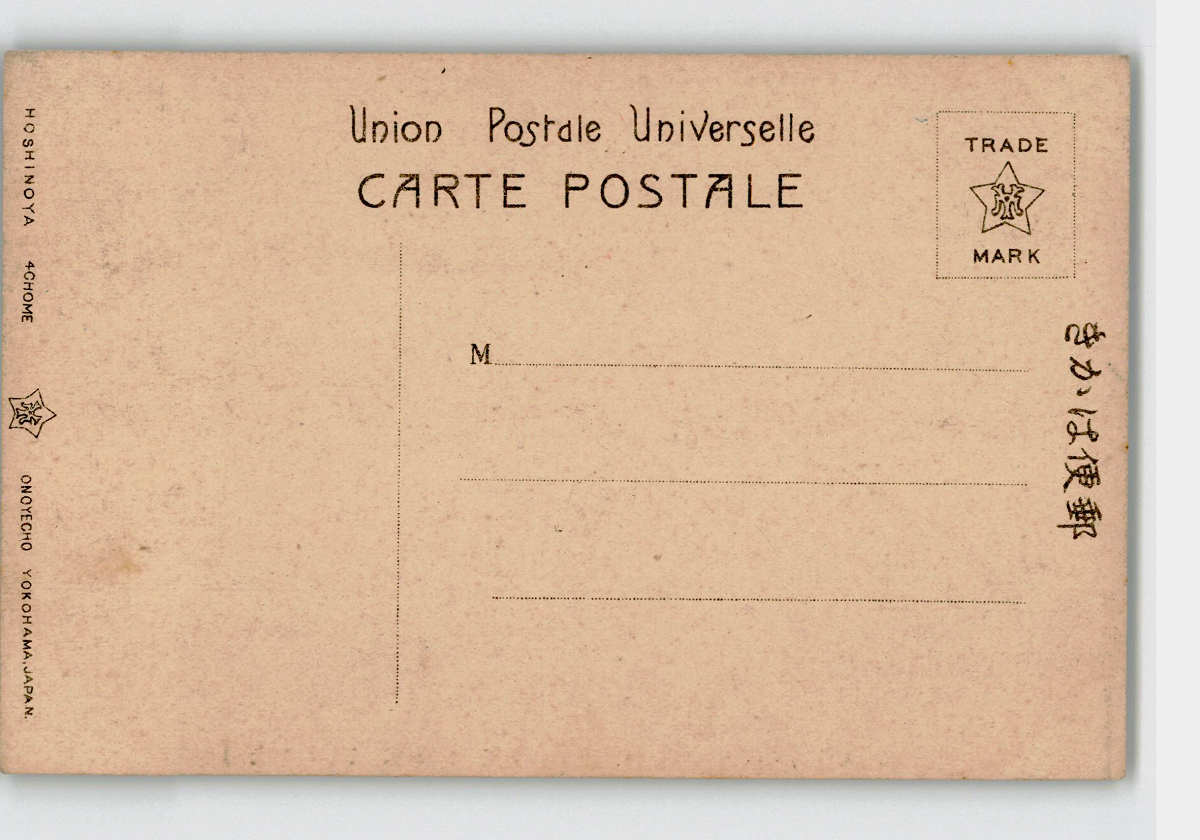 Union Postale Universelle
CARTE POSTALE
TRADE
MARK
M
郵便はかき
HOSHINOYA 4CHOME ONOYECHO YOKOHAMA, JAPAN.